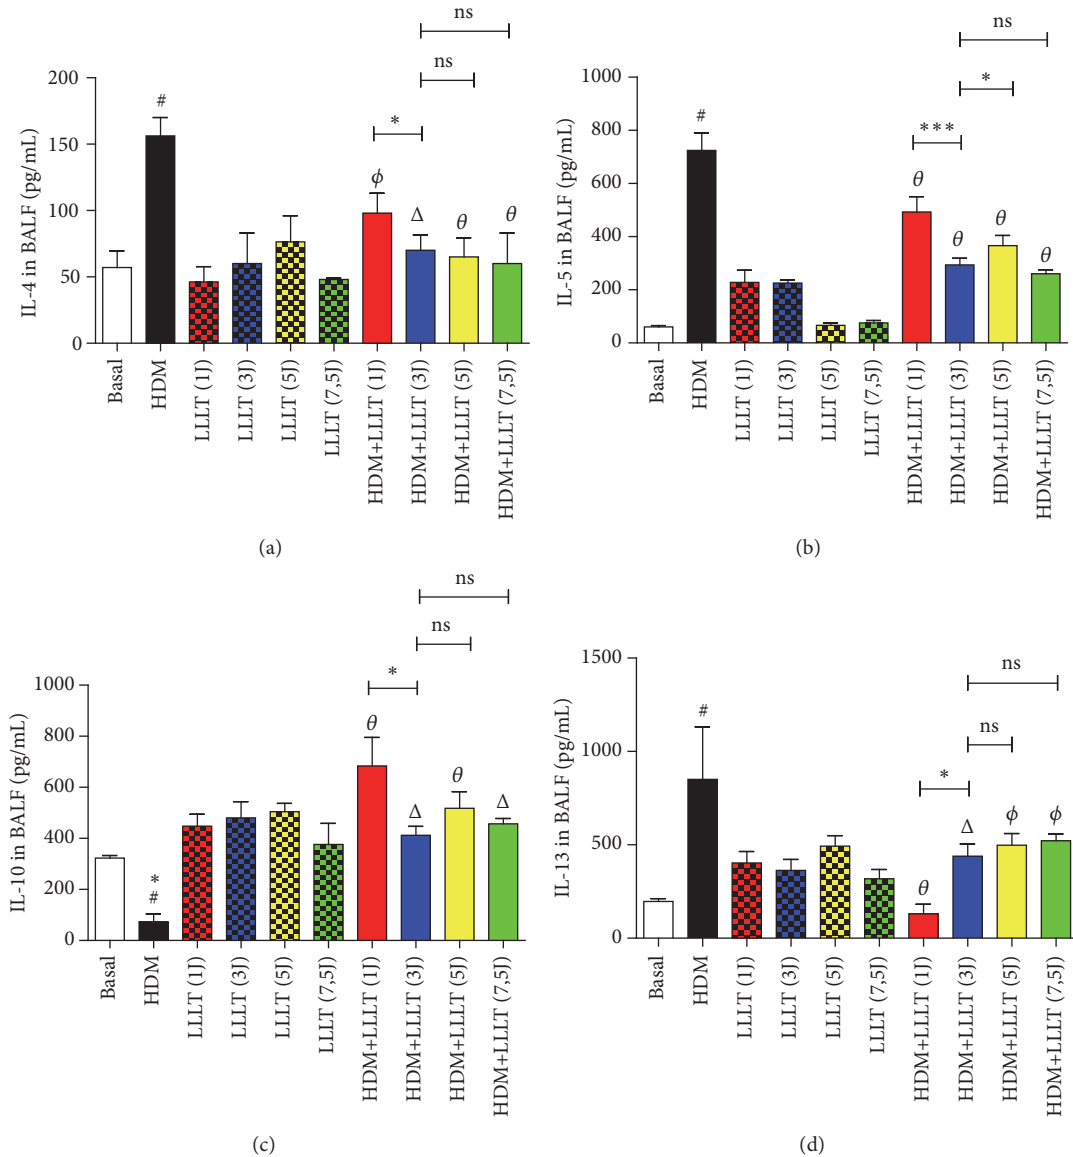 ns
ns
*
200
150
100
50
0
IL-4 in BALF (pg/mL)
#
ϕ
Δ
θ
θ
Basal
HDM
LLLT (1J)
LLLT (3J)
LLLT (5J)
LLLT (7,5J)
HDM+LLLT (1J)
HDM+LLLT (3J)
HDM+LLLT (5J)
HDM+LLLT (7,5J)
(a)
ns
*
***
1000
800
600
400
200
0
IL-5 in BALF (pg/mL)
#
θ
θ
θ
θ
Basal
HDM
LLLT (1J)
LLLT (3J)
LLLT (5J)
LLLT (7,5J)
HDM+LLLT (1J)
HDM+LLLT (3J)
HDM+LLLT (5J)
HDM+LLLT (7,5J)
(b)
ns
ns
*
1000
800
600
400
200
0
IL-10 in BALF (pg/mL)
*
#
θ
Δ
θ
Δ
Basal
HDM
LLLT (1J)
LLLT (3J)
LLLT (5J)
LLLT (7,5J)
HDM+LLLT (1J)
HDM+LLLT (3J)
HDM+LLLT (5J)
HDM+LLLT (7,5J)
(c)
ns
ns
*
1500
1000
500
0
IL-13 in BALF (pg/mL)
#
θ
Δ
ϕ
ϕ
Basal
HDM
LLLT (1J)
LLLT (3J)
LLLT (5J)
LLLT (7,5J)
HDM+LLLT (1J)
HDM+LLLT (3J)
HDM+LLLT (5J)
HDM+LLLT (7,5J)
(d)